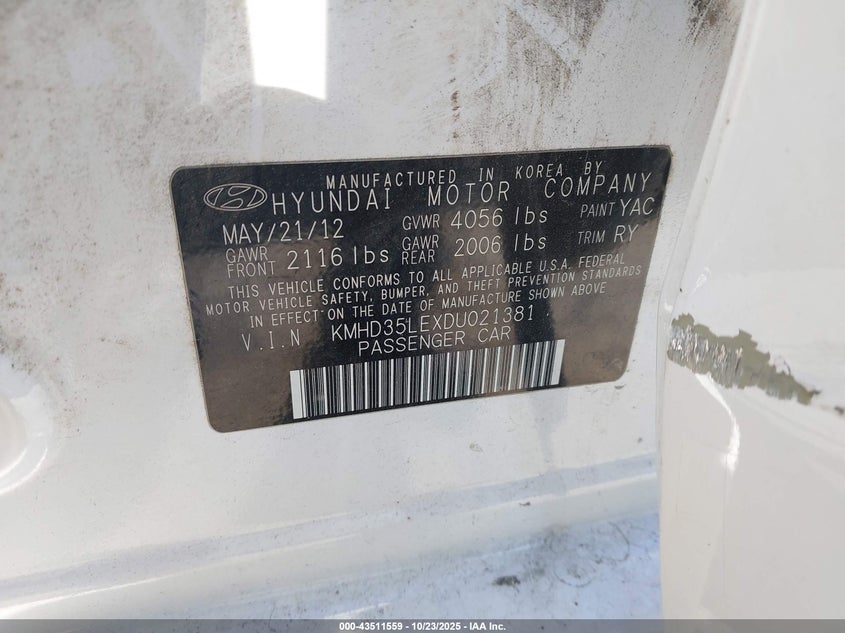 MANUFACTURED IN KOREA BY
HYUNDAI MOTOR COMPANY
MAY/21/12 GVWR 4056 lbs PAINT YAC
GAWR FRONT 2116 lbs GAWR REAR 2006 lbs TRIM RY
THIS VEHICLE CONFORMS TO ALL APPLICABLE U.S.A. FEDERAL
MOTOR VEHICLE SAFETY, BUMPER, AND THEFT PREVENTION STANDARDS
IN EFFECT ON THE DATE OF MANUFACTURE SHOWN ABOVE
V.I.N KMHD35LEXDU021381
PASSENGER CAR
000-43511559 - 10/23/2025 - IAA Inc.